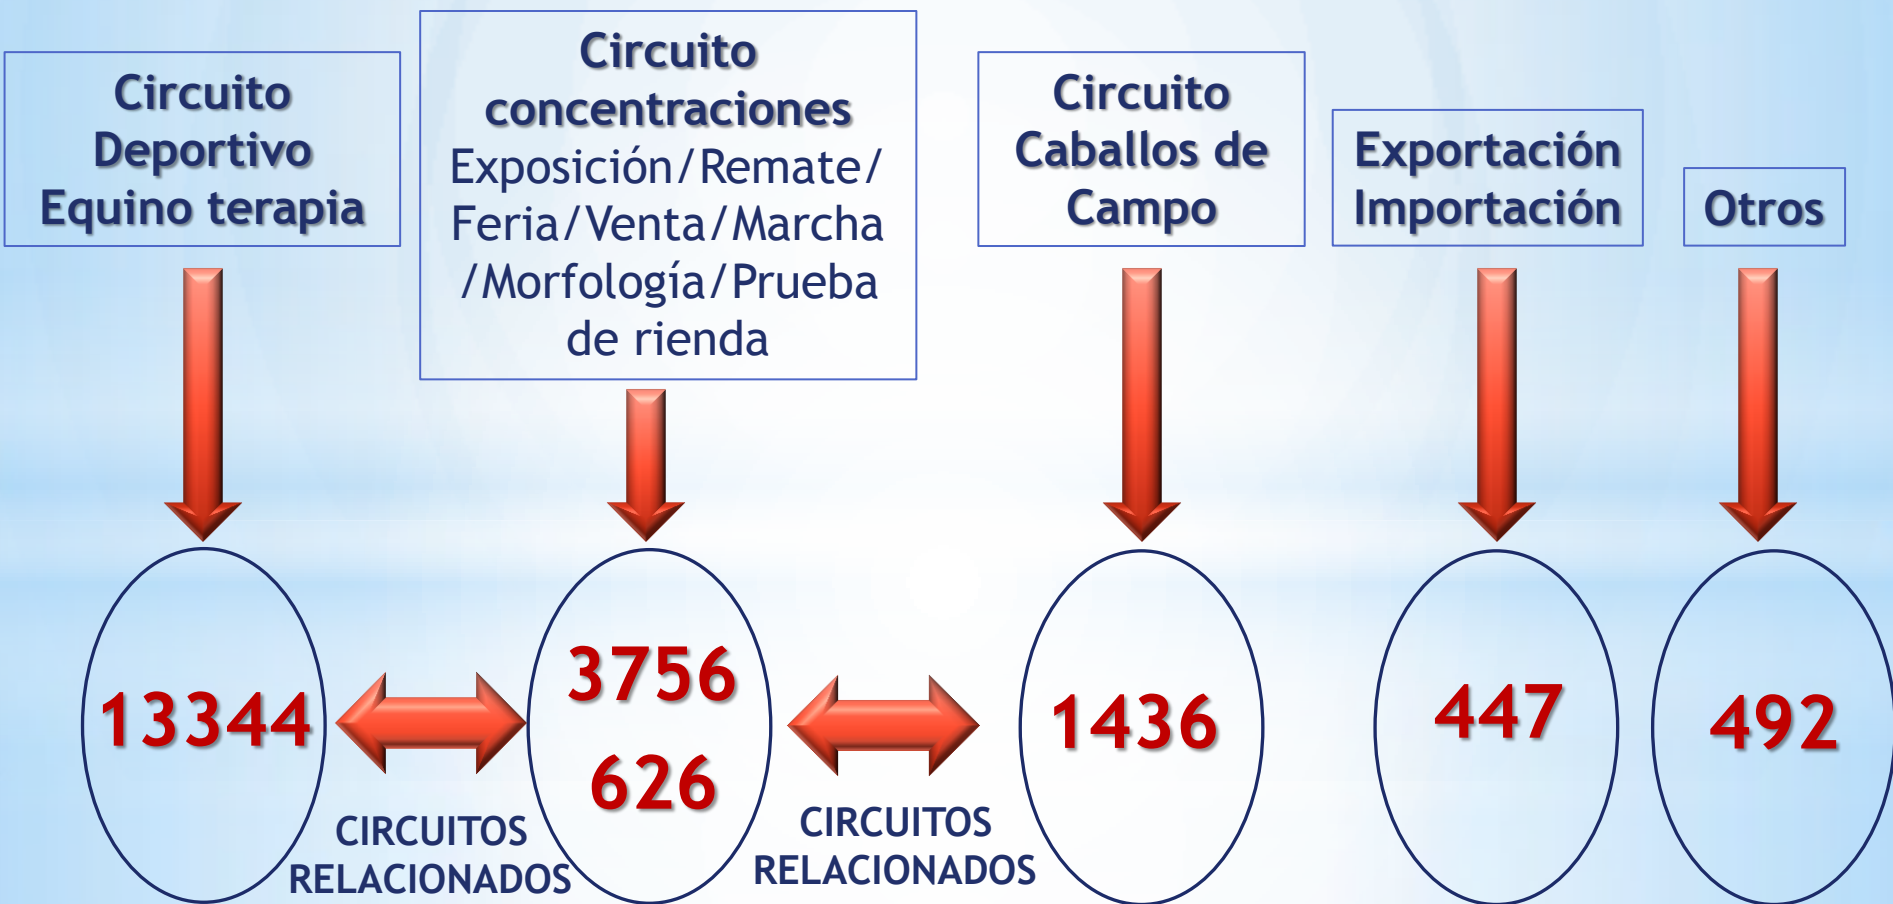 Circuito
Deportivo
Equino terapia
Circuito
concentraciones
Exposición/Remate/
Feria/Venta/Marcha
/Morfología/Prueba
de rienda
Circuito
Caballos de
Campo
Exportación
Importación
Otros
13344
3756
626
1436
447
492
CIRCUITOS
RELACIONADOS
CIRCUITOS
RELACIONADOS